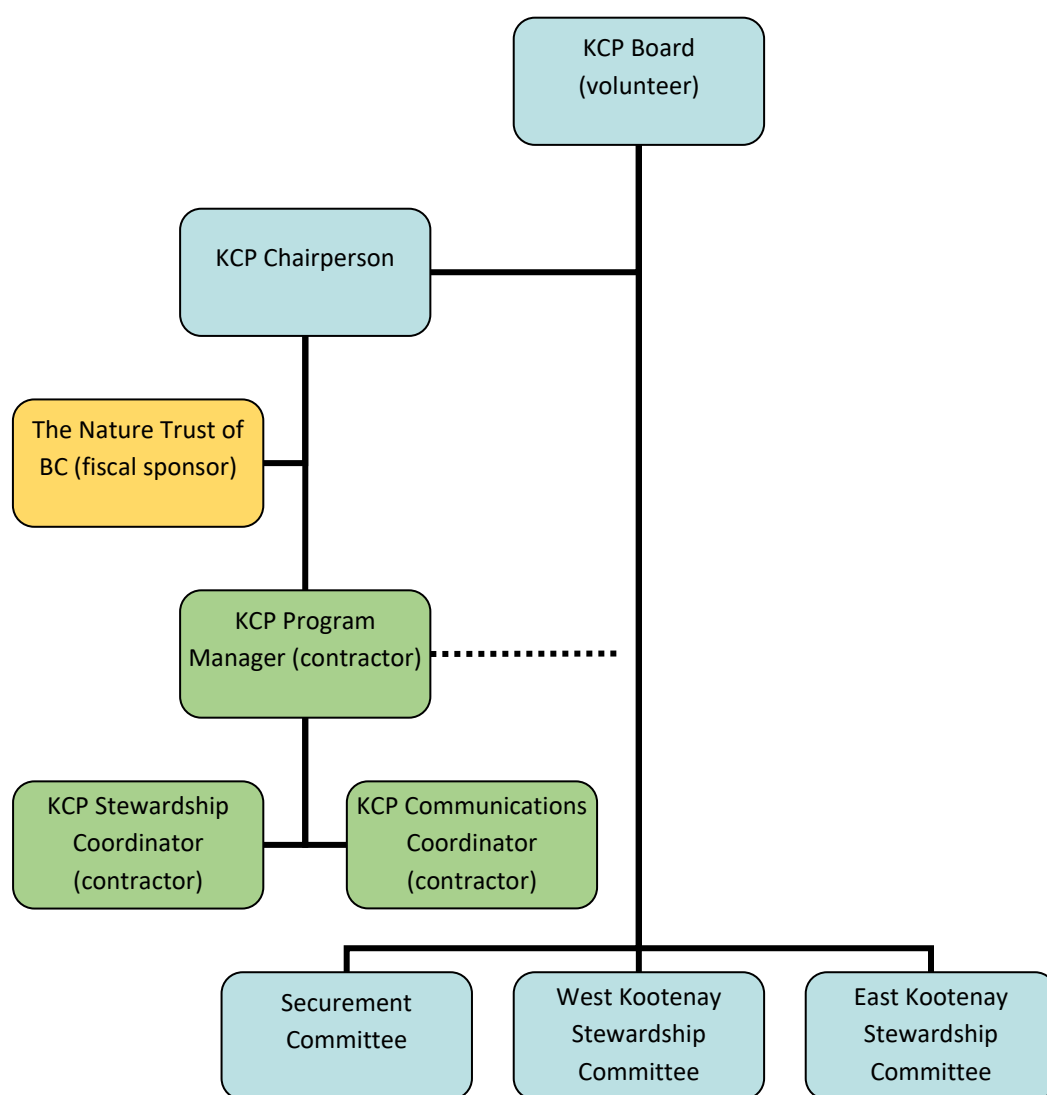 KCP Board
(volunteer)
KCP Chairperson
The Nature Trust of
BC (fiscal sponsor)
KCP Program
Manager (contractor)
KCP Stewardship
Coordinator
(contractor)
KCP Communications
Coordinator
(contractor)
Securement
Committee
West Kootenay
Stewardship
Committee
East Kootenay
Stewardship
Committee